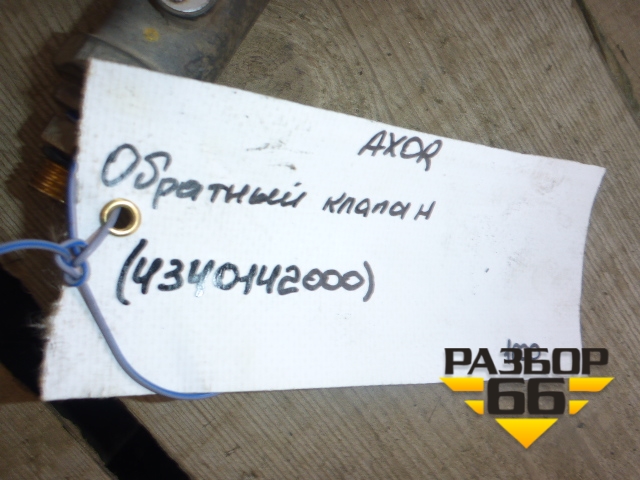 AXOR
Обратный клапан
(4340142000)
РАЗБОР
66